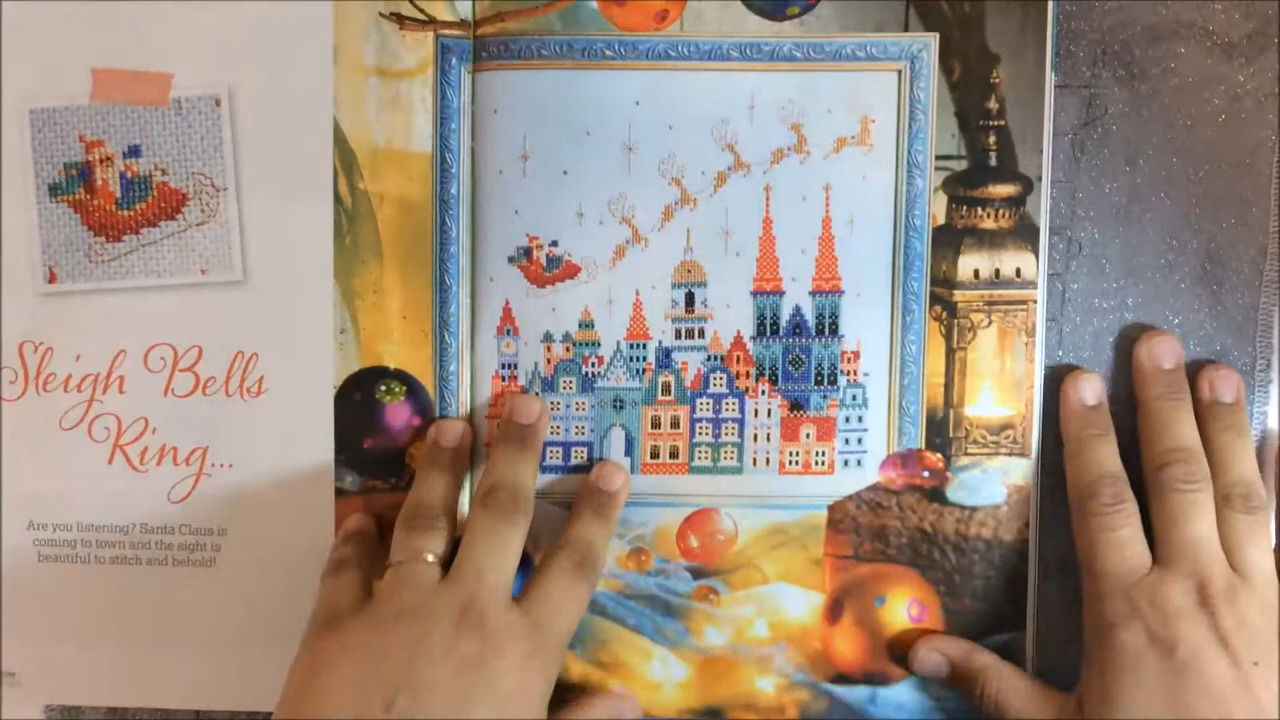 Sleigh Bells
Ring...
Are you listening? Santa Claus is
coming to town and the sight is
beautiful to stitch and behold!